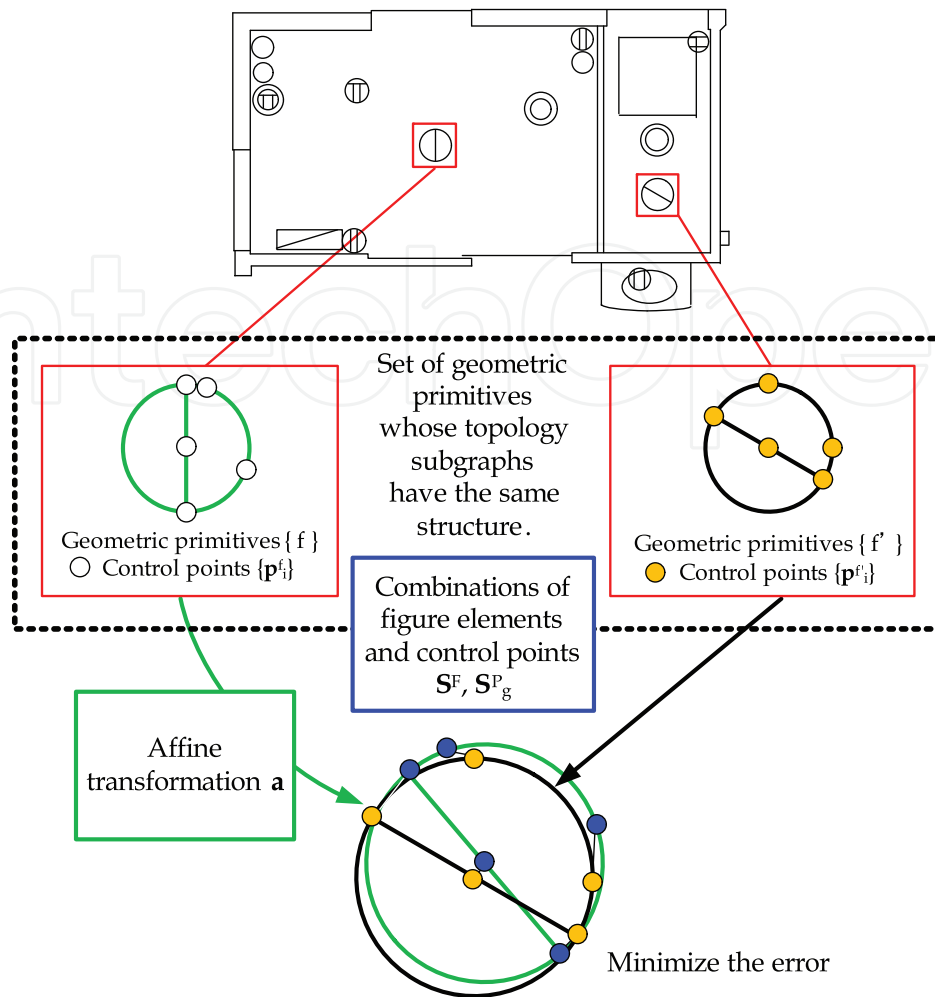 ntechOpe
Set of geometric
primitives
whose topology
subgraphs
have the same
structure.
Geometric primitives { f }
Control points {pᶠᵢ}
Geometric primitives { f’ }
Control points {pᶠ'ᵢ}
Combinations of
figure elements
and control points
Sᶠ, Sᴾg
Affine
transformation a
Minimize the error